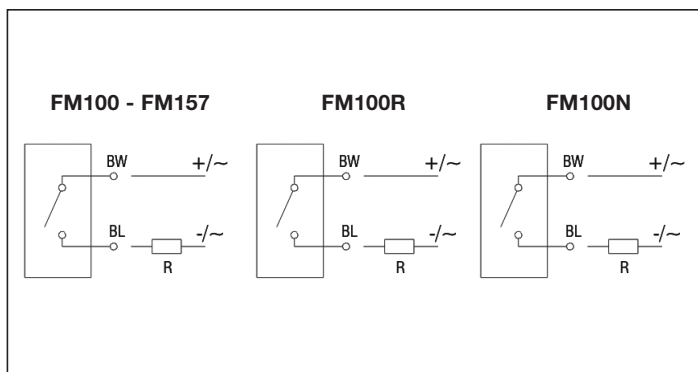 FM100 - FM157
FM100R
FM100N
BW +/~
BW +/~
BW +/~
BL -/~
BL -/~
BL -/~
R
R
R